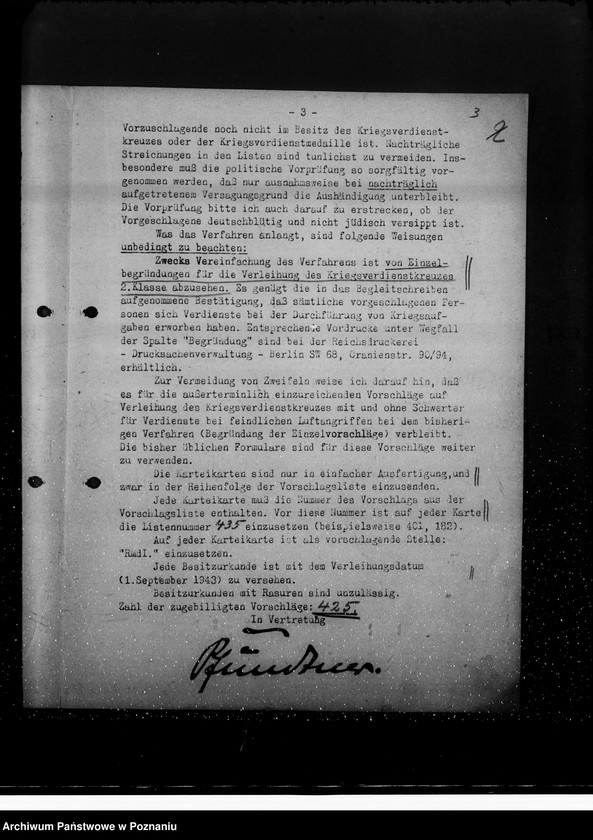 - 3 -
3
2
Vorzuschlagende noch nicht im Besitz des Kriegsverdienst-
kreuzes oder der Kriegsverdienstmedaille ist. Nachträgliche
Streichungen in den Listen sind tunlichst zu vermeiden. Ins-
besondere muß die politische Vorprüfung so sorgfältig vor-
genommen werden, daß nur ausnahmsweise bei nachträglich
aufgetretenem Versagungsgrund die Aushändigung unterbleibt.
Die Vorprüfung bitte ich auch darauf zu erstrecken, ob der
Vorgeschlagene deutschblütig und nicht jüdisch versippt ist.
Was das Verfahren anlangt, sind folgende Weisungen
unbedingt zu beachten:
Zwecks Vereinfachung des Verfahrens ist von Einzel-
begründungen für die Verleihung des Kriegsverdienstkreuzes
2.Klasse abzusehen. Es genügt die in das Begleitschreiben
aufgenommene Bestätigung, daß sämtliche vorgeschlagenen Per-
sonen sich Verdienste bei der Durchführung von Kriegsauf-
gaben erworben haben. Entsprechende Vordrucke unter Wegfall
der Spalte "Begründung" sind bei der Reichsdruckerei
- Drucksachenverwaltung - Berlin SW 68, Oranienstr. 90/94,
erhältlich.
Zur Vermeidung von Zweifeln weise ich darauf hin, daß
es für die außerterminlich einzureichenden Vorschläge auf
Verleihung des Kriegsverdienstkreuzes mit und ohne Schwerter
für Verdienste bei feindlichen Luftangriffen bei dem bisheri-
gen Verfahren (Begründung der Einzelvorschläge) verbleibt.
Die bisher üblichen Formulare sind für diese Vorschläge weiter
zu verwenden.
Die Karteikarten sind nur in einfacher Ausfertigung,und
zwar in der Reihenfolge der Vorschlagsliste einzusenden.
Jede Karteikarte muß die Nummer des Vorschlags aus der
Vorschlagsliste enthalten. Vor diese Nummer ist auf jeder Karte
die Listennummer 435 einzusetzen (beispielsweise 401, 182).
Auf jeder Karteikarte ist als vorschlagende Stelle:
"RMdI." einzusetzen.
Jede Besitzurkunde ist mit dem Verleihungsdatum
(1.September 1943) zu versehen.
Besitzurkunden mit Rasuren sind unzulässig.
Zahl der zugebilligten Vorschläge: 425.
In Vertretung
Pfundtner.
Archiwum Państwowe w Poznaniu